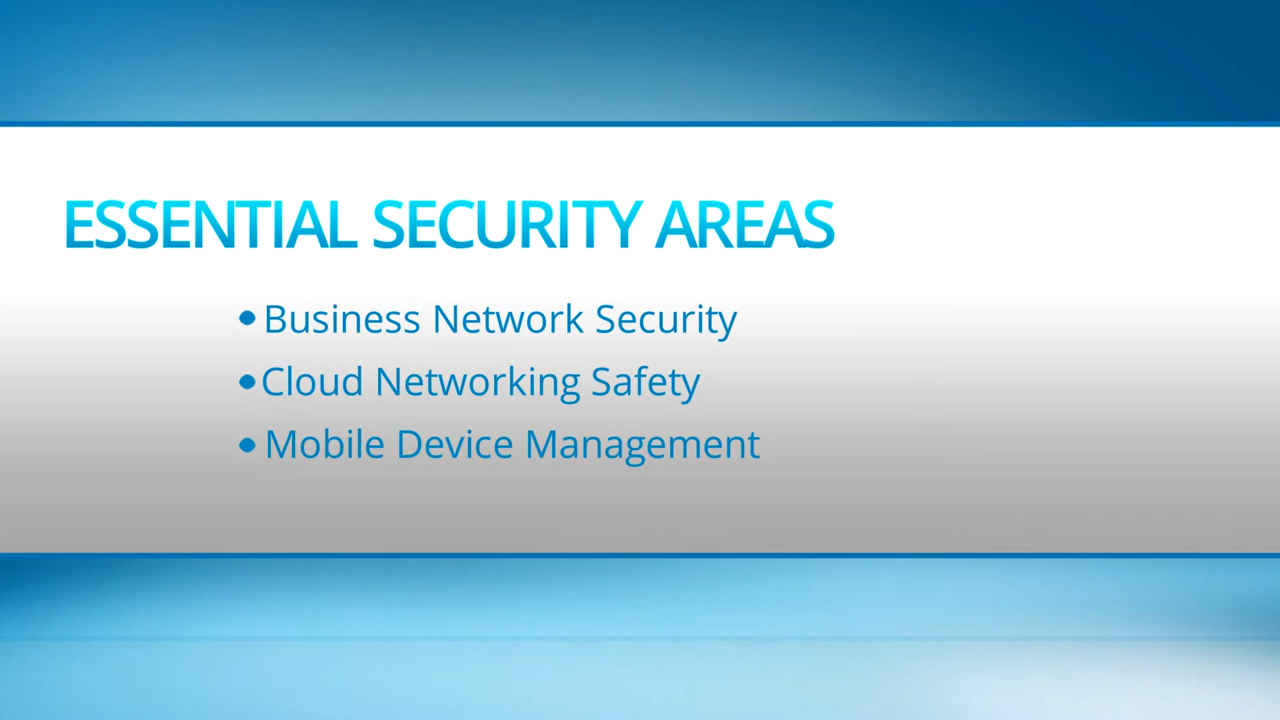 ESSENTIAL SECURITY AREAS
• Business Network Security
• Cloud Networking Safety
• Mobile Device Management